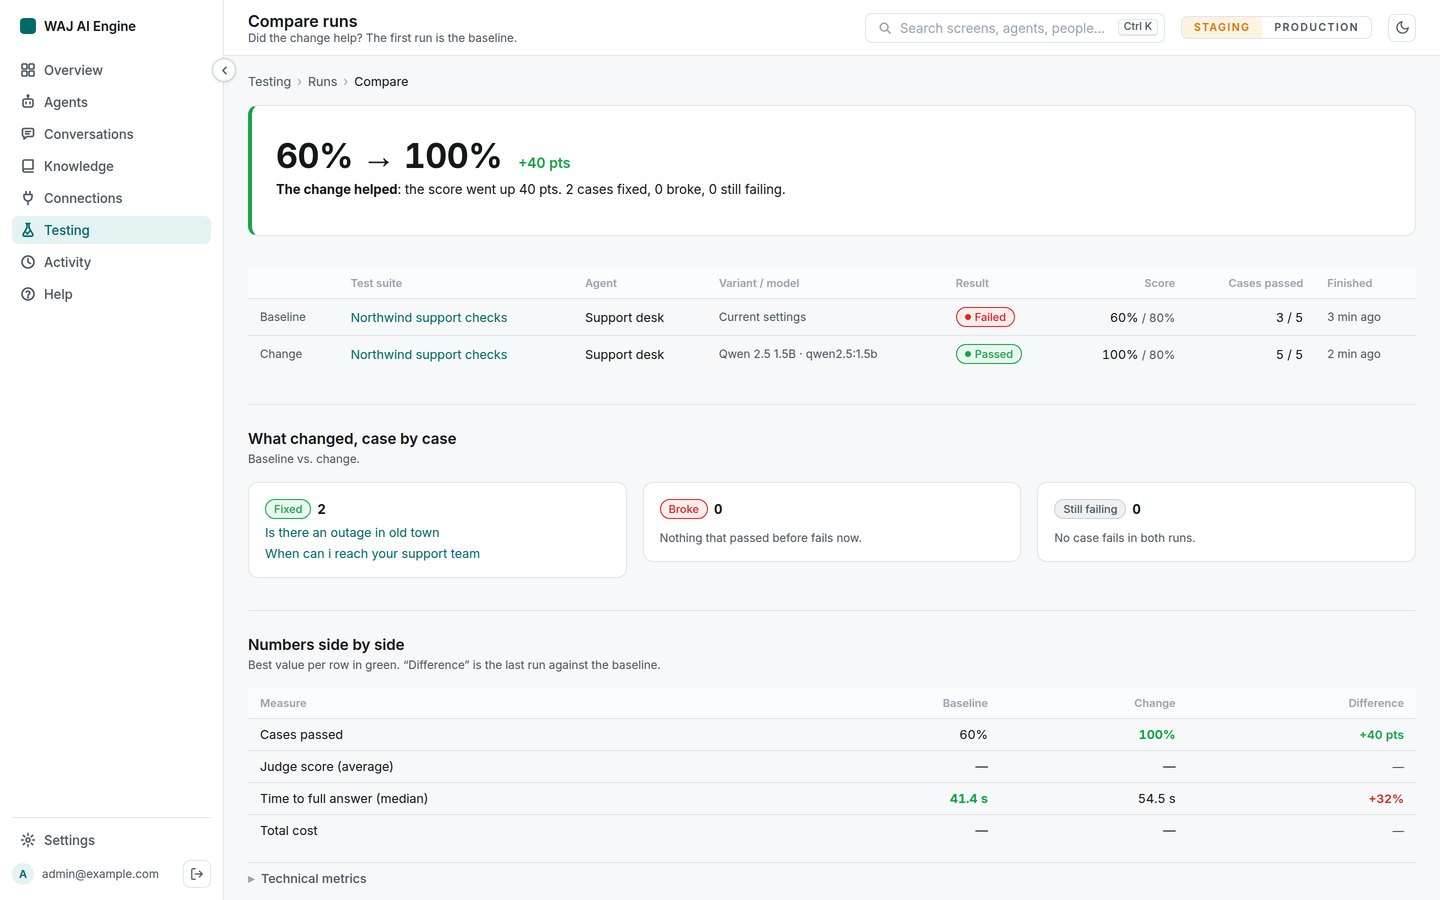 WAJ AI Engine
Overview
Agents
Conversations
Knowledge
Connections
Testing
Activity
Help
Settings
A admin@example.com
Compare runs
Did the change help? The first run is the baseline.
Search screens, agents, people... Ctrl K
STAGING PRODUCTION
Testing › Runs › Compare
60% → 100% +40 pts
The change helped: the score went up 40 pts. 2 cases fixed, 0 broke, 0 still failing.
Test suite Agent Variant / model Result Score Cases passed Finished
Baseline Northwind support checks Support desk Current settings Failed 60% / 80% 3 / 5 3 min ago
Change Northwind support checks Support desk Qwen 2.5 1.5B · qwen2.5:1.5b Passed 100% / 80% 5 / 5 2 min ago
What changed, case by case
Baseline vs. change.
Fixed 2
Is there an outage in old town
When can i reach your support team
Broke 0
Nothing that passed before fails now.
Still failing 0
No case fails in both runs.
Numbers side by side
Best value per row in green. “Difference” is the last run against the baseline.
Measure Baseline Change Difference
Cases passed 60% 100% +40 pts
Judge score (average) — — —
Time to full answer (median) 41.4 s 54.5 s +32%
Total cost — — —
Technical metrics